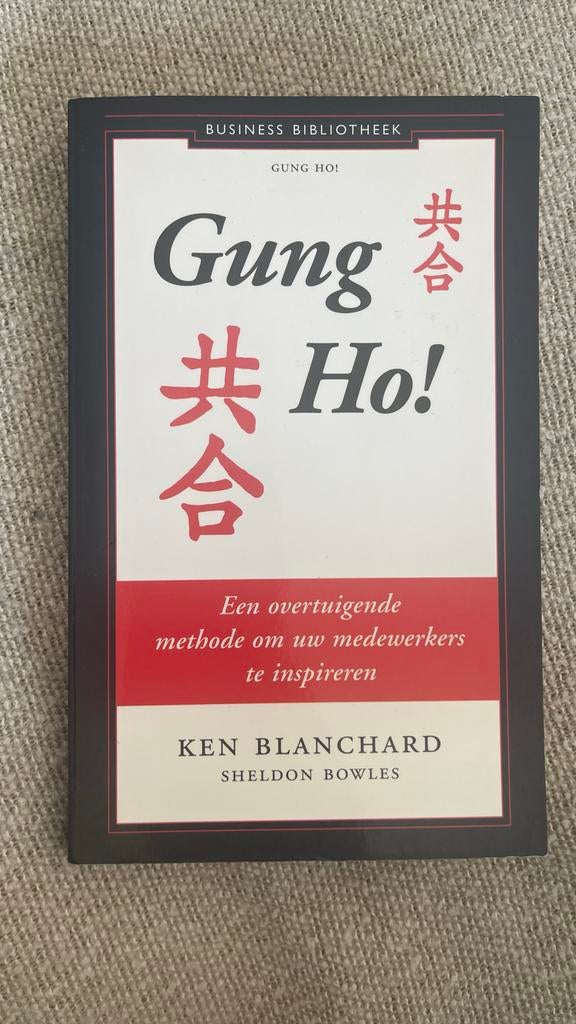 BUSINESS BIBLIOTHEEK
GUNG HO!
Gung
共
合
Ho!
共
合
Een overtuigende
methode om uw medewerkers
te inspireren
KEN BLANCHARD
SHELDON BOWLES